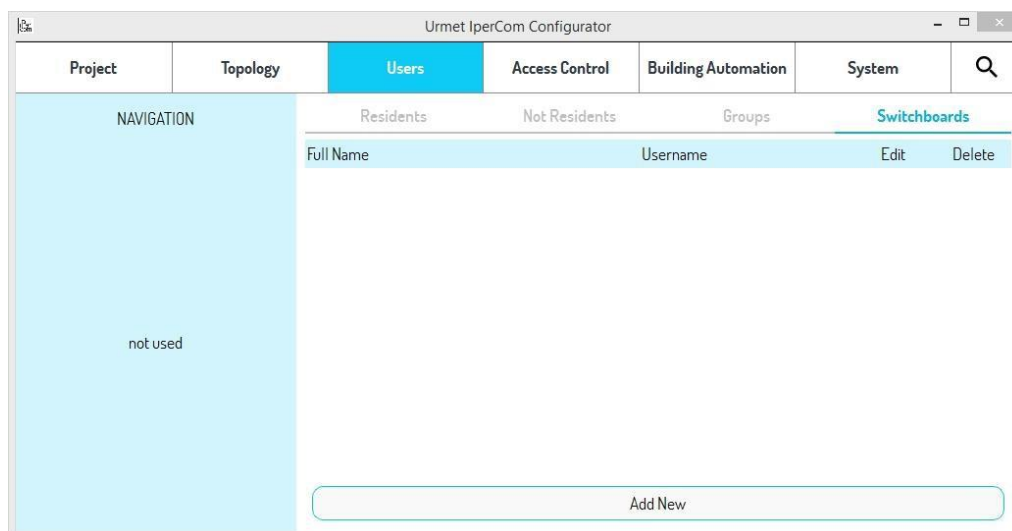 Urmet IperCom Configurator
Project Topology Users Access Control Building Automation System
NAVIGATION Residents Not Residents Groups Switchboards
Full Name Username Edit Delete
not used
Add New